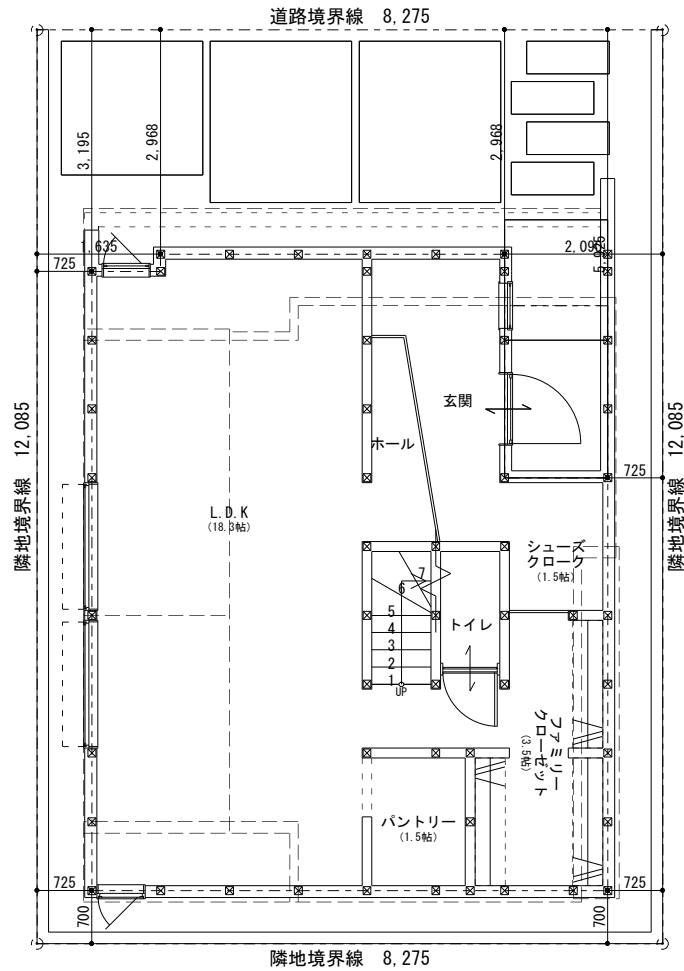 道路境界線 8,275
3,195
2,968
2,968
1,635
2,090
5,925
725
玄関
ホール
隣地境界線 12,085
隣地境界線 12,085
725
L.D.K
(18.3帖)
シューズ
クローク
(1.5帖)
7
6
5
4
3
2
1
UP
トイレ
ファミリー
クローゼット
(3.5帖)
パントリー
(1.5帖)
725
725
700
700
隣地境界線 8,275